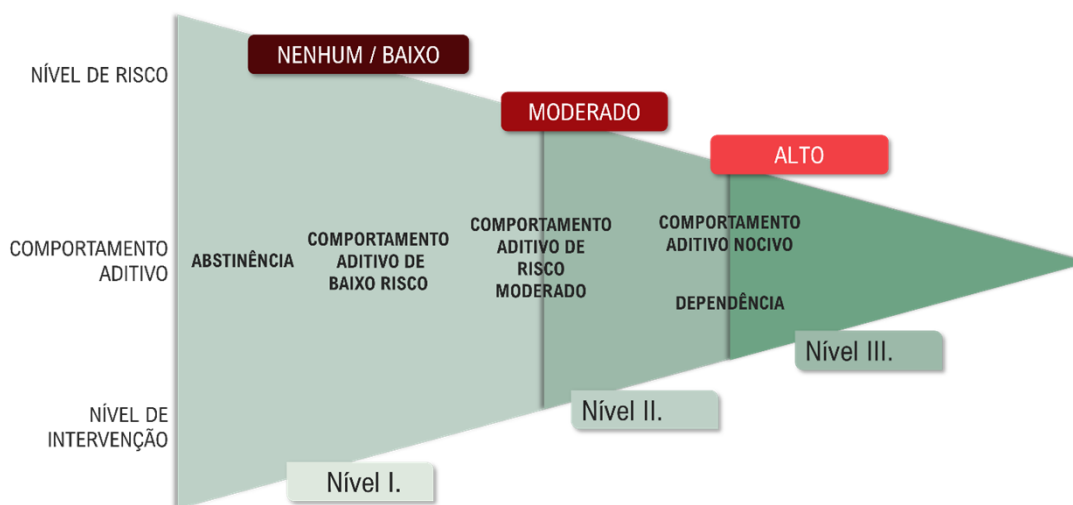 NENHUM / BAIXO
NÍVEL DE RISCO
MODERADO
ALTO
COMPORTAMENTO
ADITIVO
ABSTINÊNCIA
COMPORTAMENTO
ADITIVO DE
BAIXO RISCO
COMPORTAMENTO
ADITIVO DE
RISCO
MODERADO
COMPORTAMENTO
ADITIVO NOCIVO
DEPENDÊNCIA
NÍVEL DE
INTERVENÇÃO
Nível I.
Nível II.
Nível III.